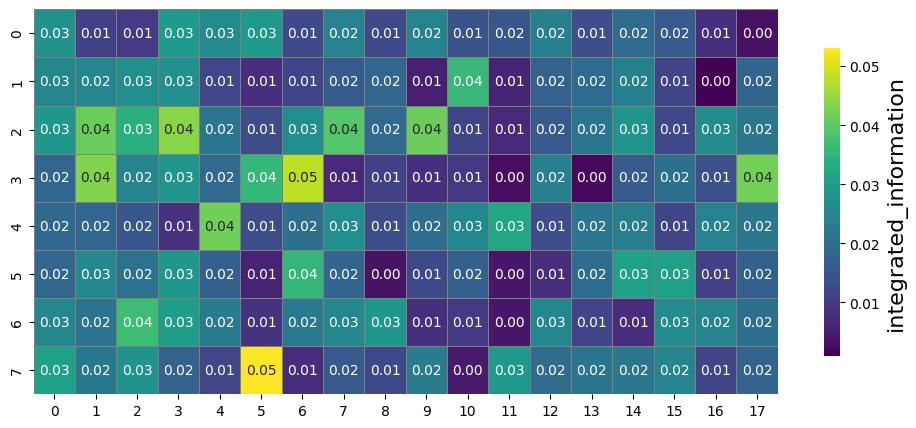 0 0.03 0.01 0.01 0.03 0.03 0.03 0.01 0.02 0.01 0.02 0.01 0.02 0.02 0.01 0.02 0.02 0.01 0.00
1 0.03 0.02 0.03 0.03 0.01 0.01 0.01 0.02 0.02 0.01 0.04 0.01 0.02 0.02 0.02 0.01 0.00 0.02
2 0.03 0.04 0.03 0.04 0.02 0.01 0.03 0.04 0.02 0.04 0.01 0.01 0.02 0.02 0.03 0.01 0.03 0.02
3 0.02 0.04 0.02 0.03 0.02 0.04 0.05 0.01 0.01 0.01 0.01 0.00 0.02 0.00 0.02 0.02 0.01 0.04
4 0.02 0.02 0.02 0.01 0.04 0.01 0.02 0.03 0.01 0.02 0.03 0.03 0.01 0.02 0.02 0.01 0.02 0.02
5 0.02 0.03 0.02 0.03 0.02 0.01 0.04 0.02 0.00 0.01 0.02 0.00 0.01 0.02 0.03 0.03 0.01 0.02
6 0.03 0.02 0.04 0.03 0.02 0.01 0.02 0.03 0.03 0.01 0.01 0.00 0.03 0.01 0.01 0.03 0.02 0.02
7 0.03 0.02 0.03 0.02 0.01 0.05 0.01 0.02 0.01 0.02 0.00 0.03 0.02 0.02 0.02 0.02 0.01 0.02
0 1 2 3 4 5 6 7 8 9 10 11 12 13 14 15 16 17
0.05
0.04
0.03
0.02
0.01
integrated_information